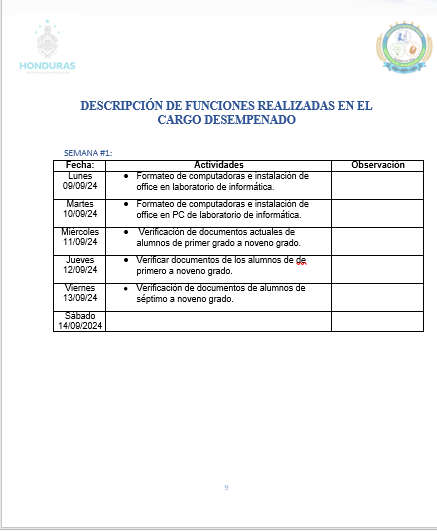 HONDURAS
DESCRIPCIÓN DE FUNCIONES REALIZADAS EN EL
CARGO DESEMPENADO
SEMANA #1:
Fecha: Actividades Observación
Lunes
09/09/24
• Formateo de computadoras e instalación de
office en laboratorio de informática.
Martes
10/09/24
• Formateo de computadoras e instalación de
office en PC de laboratorio de informática.
Miércoles
11/09/24
• Verificación de documentos actuales de
alumnos de primer grado a noveno grado.
Jueves
12/09/24
• Verificar documentos de los alumnos de de
primero a noveno grado.
Viernes
13/09/24
• Verificación de documentos de alumnos de
séptimo a noveno grado.
Sábado
14/09/2024
9